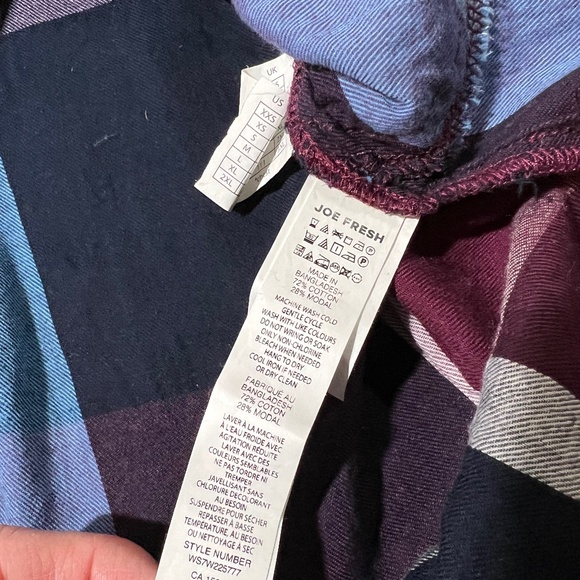 UK
US
XXS
XS
S
M
L
XL
2XL
JOE FRESH
MADE IN
BANGLADESH
72% COTTON
28% MODAL
MACHINE WASH COLD
GENTLE CYCLE
WASH WITH LIKE COLOURS
DO NOT WRING OR SOAK
ONLY NON-CHLORINE
BLEACH WHEN NEEDED
HANG TO DRY
COOL IRON IF NEEDED
OR DRY CLEAN
FABRIQUÉ AU
BANGLADESH
72% COTON
28% MODAL
LAVER À LA MACHINE
À L'EAU FROIDE AVEC
AGITATION RÉDUITE
LAVER AVEC DES
COULEURS SEMBLABLES
NE PAS TORDRE NI
TREMPER
JAVELLISANT SANS
CHLORURE DÉCOLORANT
AU BESOIN
SUSPENDRE POUR SÉCHER
REPASSER À BASSE
TEMPÉRATURE, AU BESOIN
OU NETTOYAGE À SEC
STYLE NUMBER
WS7W225777